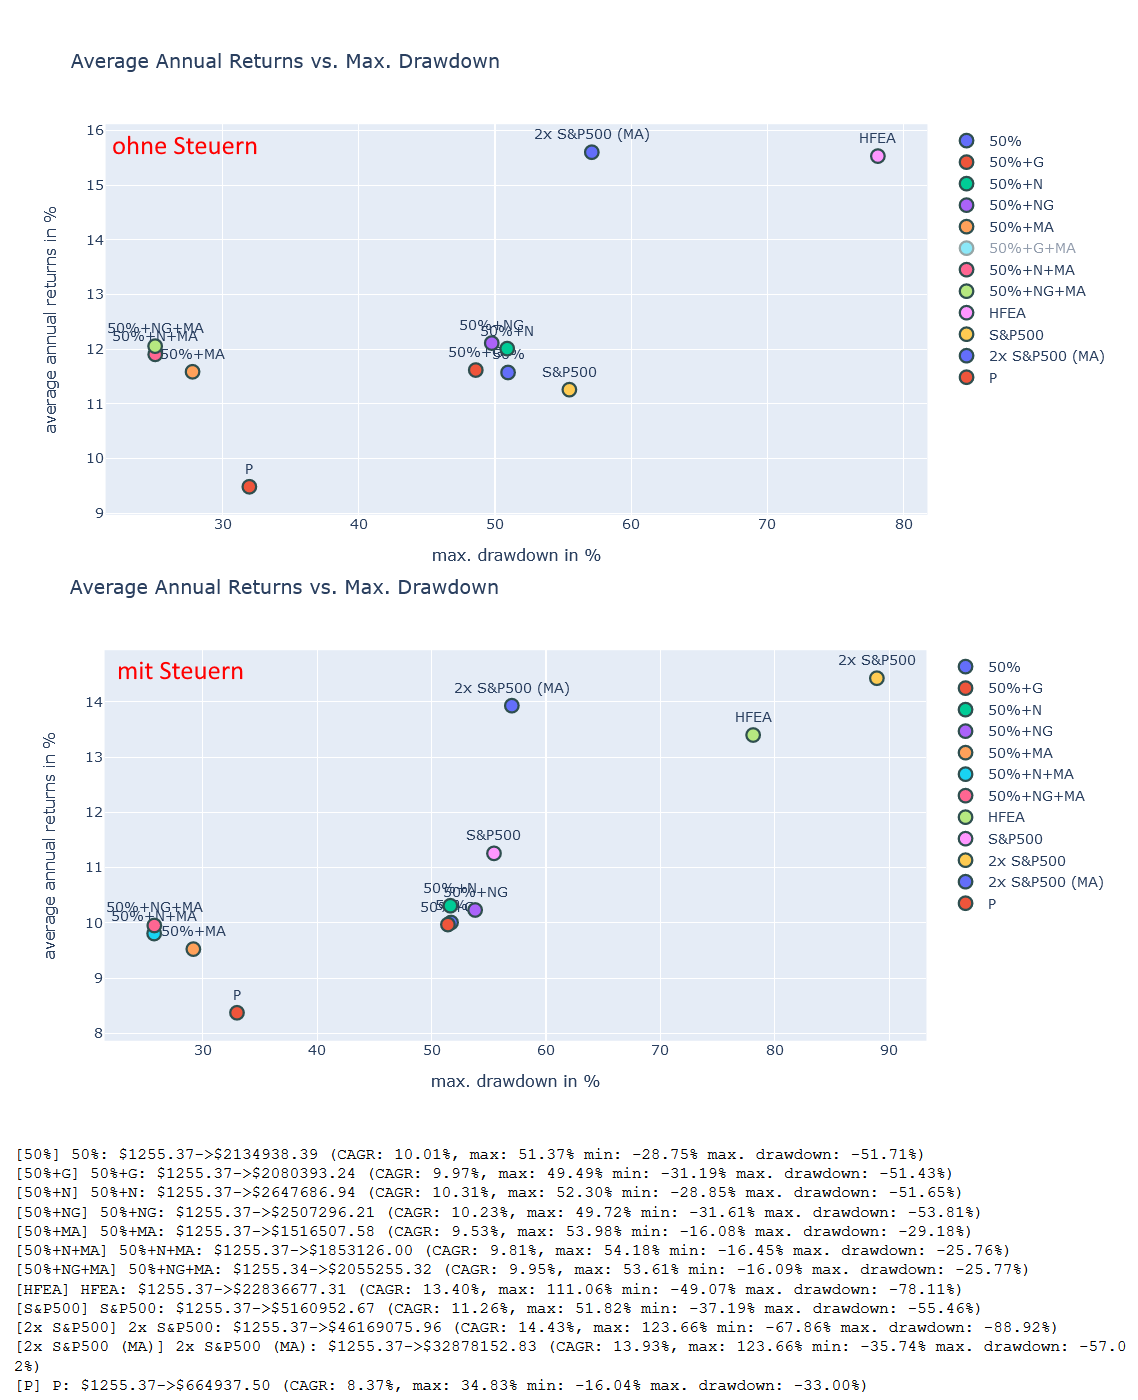 Average Annual Returns vs. Max. Drawdown
ohne Steuern
16
15
14
13
12
11
10
9
average annual returns in %
2x S&P500 (MA)
HFEA
50%+NG+MA
50%+N+MA
50%+MA
50%+NG
50%+N
50%+G
50%
S&P500
P
30
40
50
60
70
80
max. drawdown in %
50%
50%+G
50%+N
50%+NG
50%+MA
50%+G+MA
50%+N+MA
50%+NG+MA
HFEA
S&P500
2x S&P500 (MA)
P
Average Annual Returns vs. Max. Drawdown
mit Steuern
14
13
12
11
10
9
8
average annual returns in %
2x S&P500
2x S&P500 (MA)
HFEA
S&P500
50%+N
50%+NG
50%
50%+G
50%+NG+MA
50%+N+MA
50%+MA
P
30
40
50
60
70
80
90
max. drawdown in %
50%
50%+G
50%+N
50%+NG
50%+MA
50%+N+MA
50%+NG+MA
HFEA
S&P500
2x S&P500
2x S&P500 (MA)
P
[50%] 50%: $1255.37->$2134938.39 (CAGR: 10.01%, max: 51.37% min: -28.75% max. drawdown: -51.71%)
[50%+G] 50%+G: $1255.37->$2080393.24 (CAGR: 9.97%, max: 49.49% min: -31.19% max. drawdown: -51.43%)
[50%+N] 50%+N: $1255.37->$2647686.94 (CAGR: 10.31%, max: 52.30% min: -28.85% max. drawdown: -51.65%)
[50%+NG] 50%+NG: $1255.37->$2507296.21 (CAGR: 10.23%, max: 49.72% min: -31.61% max. drawdown: -53.81%)
[50%+MA] 50%+MA: $1255.37->$1516507.58 (CAGR: 9.53%, max: 53.98% min: -16.08% max. drawdown: -29.18%)
[50%+N+MA] 50%+N+MA: $1255.37->$1853126.00 (CAGR: 9.81%, max: 54.18% min: -16.45% max. drawdown: -25.76%)
[50%+NG+MA] 50%+NG+MA: $1255.34->$2055255.32 (CAGR: 9.95%, max: 53.61% min: -16.09% max. drawdown: -25.77%)
[HFEA] HFEA: $1255.37->$22836677.31 (CAGR: 13.40%, max: 111.06% min: -49.07% max. drawdown: -78.11%)
[S&P500] S&P500: $1255.37->$5160952.67 (CAGR: 11.26%, max: 51.82% min: -37.19% max. drawdown: -55.46%)
[2x S&P500] 2x S&P500: $1255.37->$46169075.96 (CAGR: 14.43%, max: 123.66% min: -67.86% max. drawdown: -88.92%)
[2x S&P500 (MA)] 2x S&P500 (MA): $1255.37->$32878152.83 (CAGR: 13.93%, max: 123.66% min: -35.74% max. drawdown: -57.0
2%)
[P] P: $1255.37->$664937.50 (CAGR: 8.37%, max: 34.83% min: -16.04% max. drawdown: -33.00%)